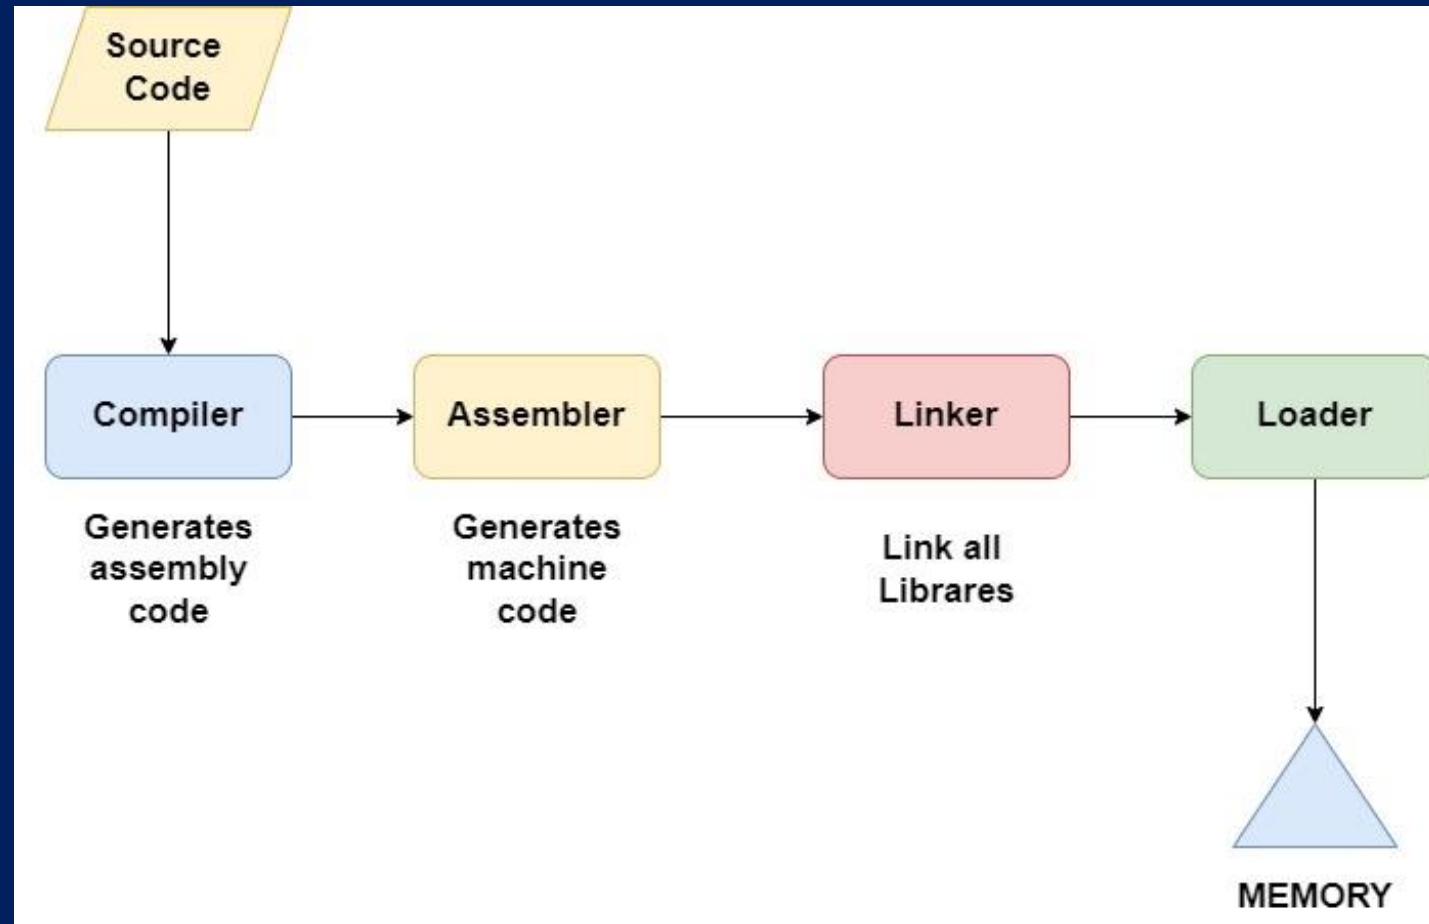 Source
Code
Compiler
Assembler
Linker
Loader
Generates
assembly
code
Generates
machine
code
Link all
Librares
MEMORY